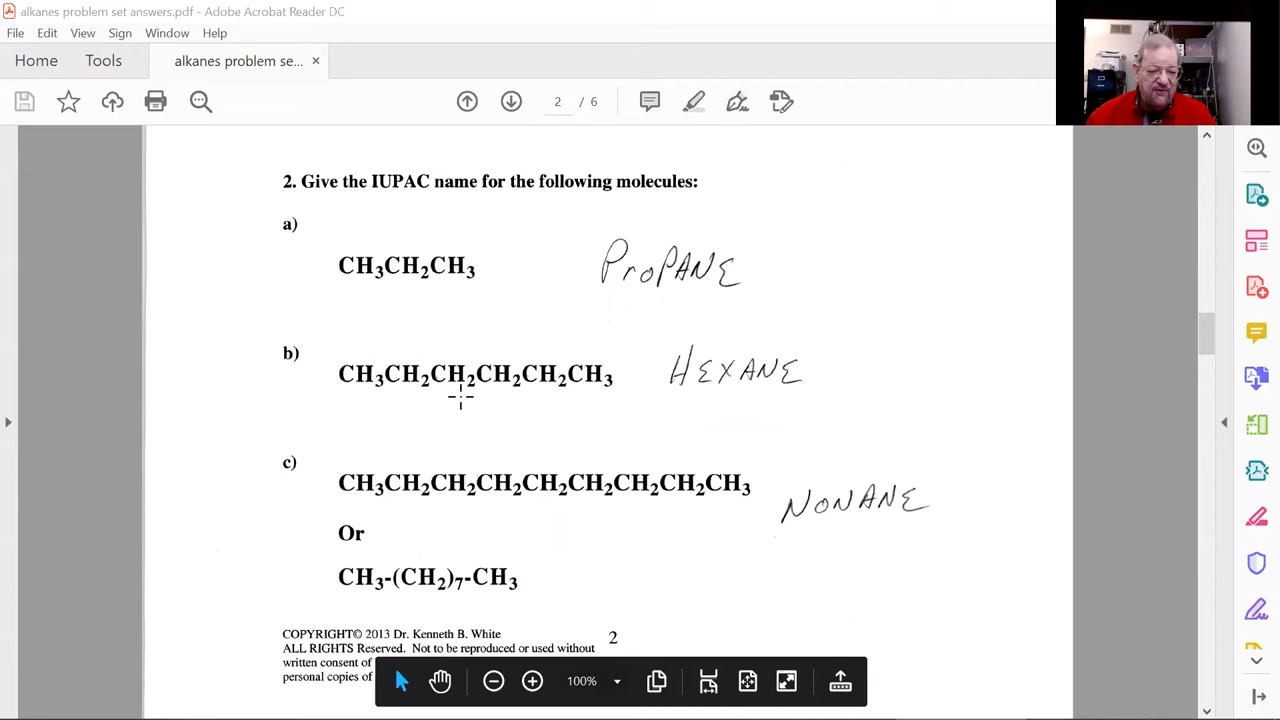 alkanes problem set answers.pdf - Adobe Acrobat Reader DC
File Edit View Sign Window Help
Home Tools alkanes problem se... ×
2 / 6
2. Give the IUPAC name for the following molecules:
a)
CH₃CH₂CH₃ PrOPANE
b)
CH₃CH₂CH₂CH₂CH₂CH₃ HEXANE
c)
CH₃CH₂CH₂CH₂CH₂CH₂CH₂CH₂CH₃ NONANE
Or
CH₃-(CH₂)₇-CH₃
COPYRIGHT© 2013 Dr. Kenneth B. White
ALL RIGHTS Reserved. Not to be reproduced or used without
written consent of
personal copies of
2
100%